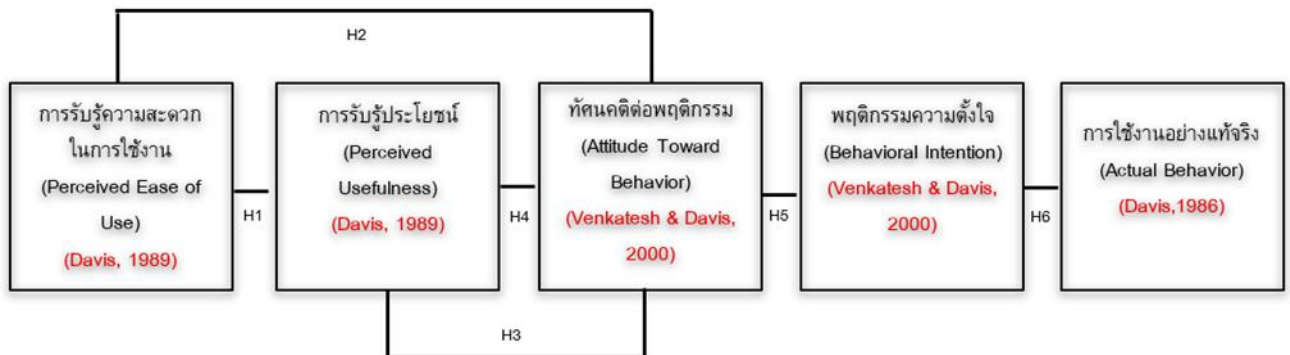 H2
การรับรู้ความสะดวก
ในการใช้งาน
(Perceived Ease of
Use)
(Davis, 1989)
H1
การรับรู้ประโยชน์
(Perceived
Usefulness)
(Davis, 1989)
H4
ทัศนคติต่อพฤติกรรม
(Attitude Toward
Behavior)
(Venkatesh & Davis,
2000)
H5
พฤติกรรมความตั้งใจ
(Behavioral Intention)
(Venkatesh & Davis,
2000)
H6
การใช้งานอย่างแท้จริง
(Actual Behavior)
(Davis,1986)
H3